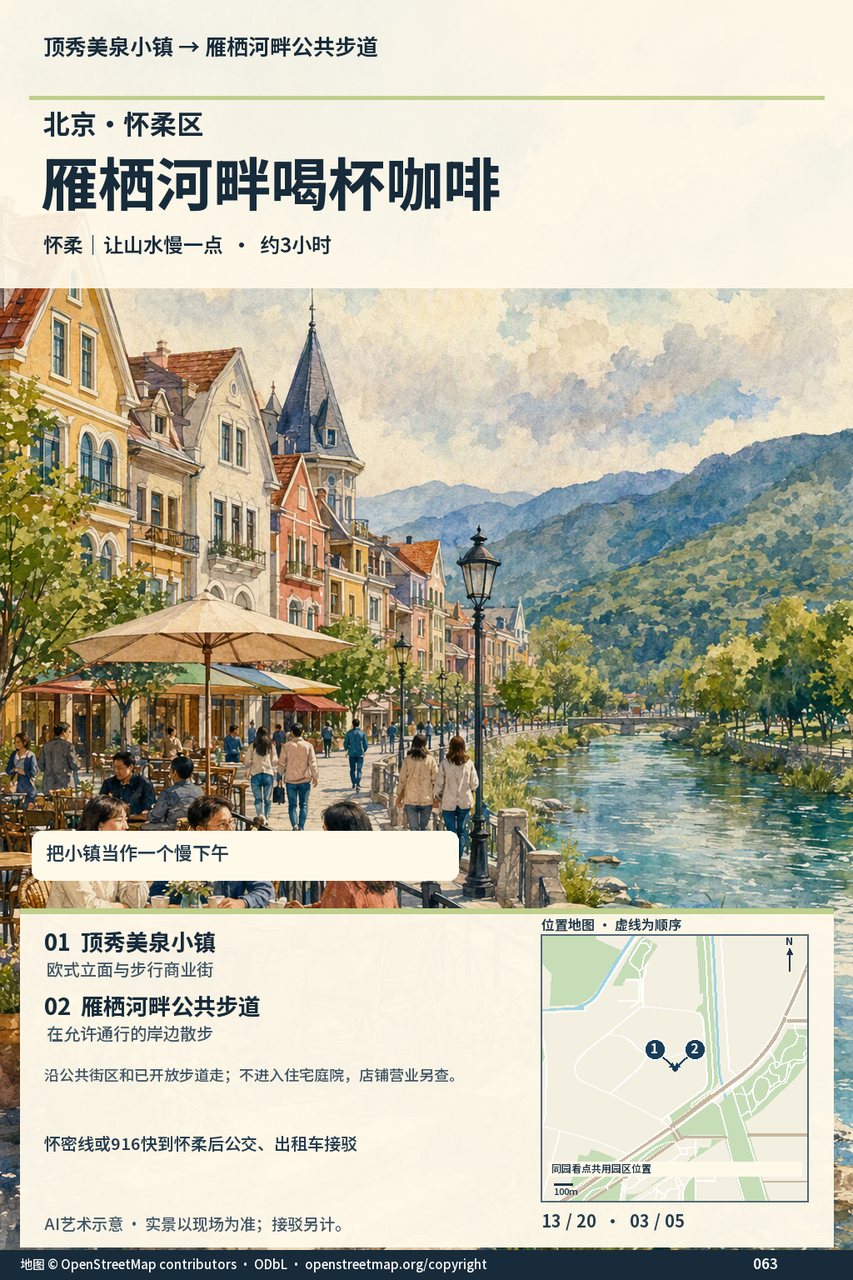 顶秀美泉小镇 → 雁栖河畔公共步道
北京·怀柔区
雁栖河畔喝杯咖啡
怀柔｜让山水慢一点 · 约3小时
把小镇当作一个慢下午
01 顶秀美泉小镇
欧式立面与步行商业街
02 雁栖河畔公共步道
在允许通行的岸边散步
沿公共街区和已开放步道走；不进入住宅庭院，店铺营业另查。
怀密线或916快到怀柔后公交、出租车接驳
AI艺术示意 · 实景以现场为准；接驳另计。
位置地图 · 虚线为顺序
N
1 2
同园看点共用园区位置
100m
13 / 20 · 03 / 05
地图 © OpenStreetMap contributors · ODbL · openstreetmap.org/copyright
063